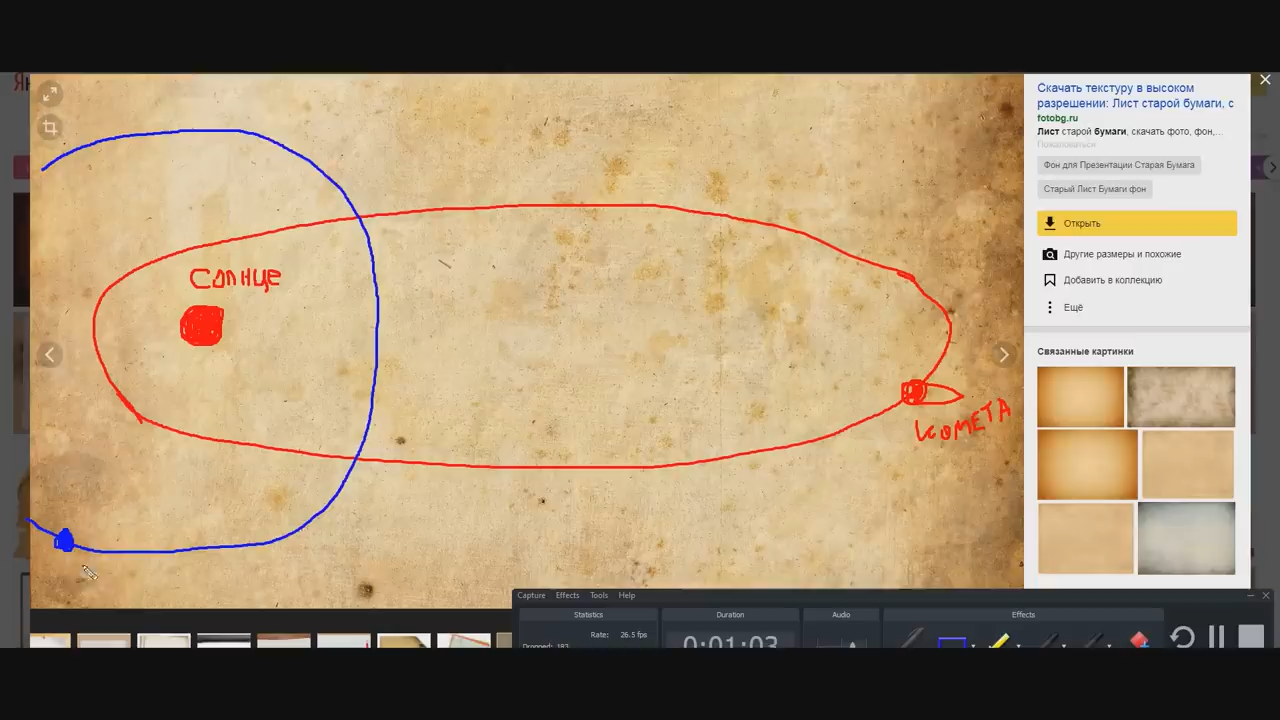 Скачать текстуру в высоком
разрешении: Лист старой бумаги, с
fotobg.ru
Лист старой бумаги, скачать фото, фон,...
Пожаловаться
Фон для Презентации Старая Бумага
Старый Лист Бумаги фон
Открыть
Другие размеры и похожие
Добавить в коллекцию
Ещё
Связанные картинки
Солнце
КОМЕТА
Capture Effects Tools Help
Statistics Duration Audio Effects
Rate: 26.5 fps
0:01:03